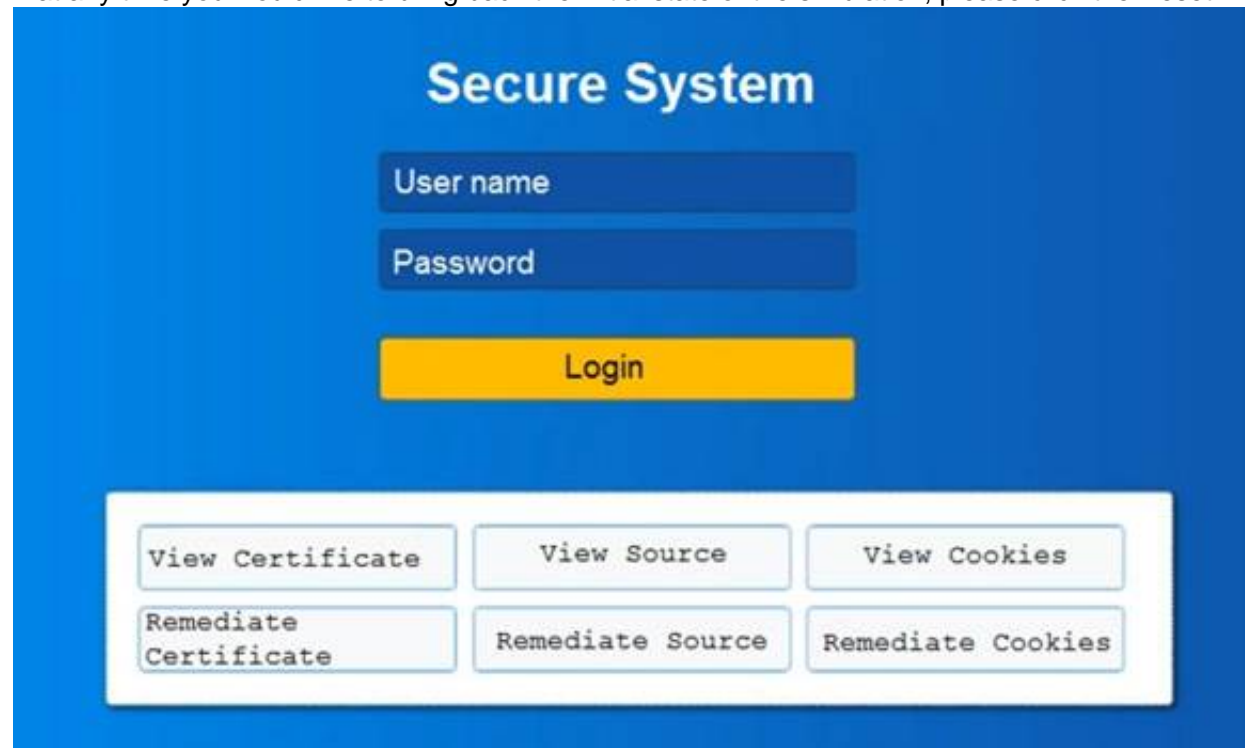 Secure System
User name
Password
Login
View Certificate View Source View Cookies
Remediate Certificate Remediate Source Remediate Cookies